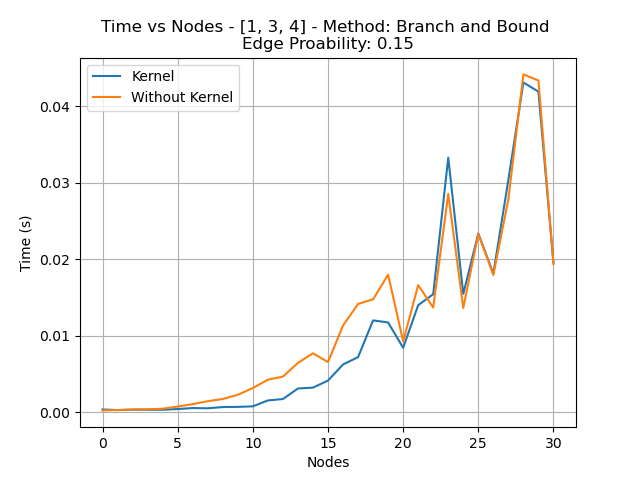 Time vs Nodes - [1, 3, 4] - Method: Branch and Bound
Edge Proability: 0.15
Kernel
Without Kernel
0.04
0.03
0.02
0.01
0.00
Time (s)
0 5 10 15 20 25 30
Nodes